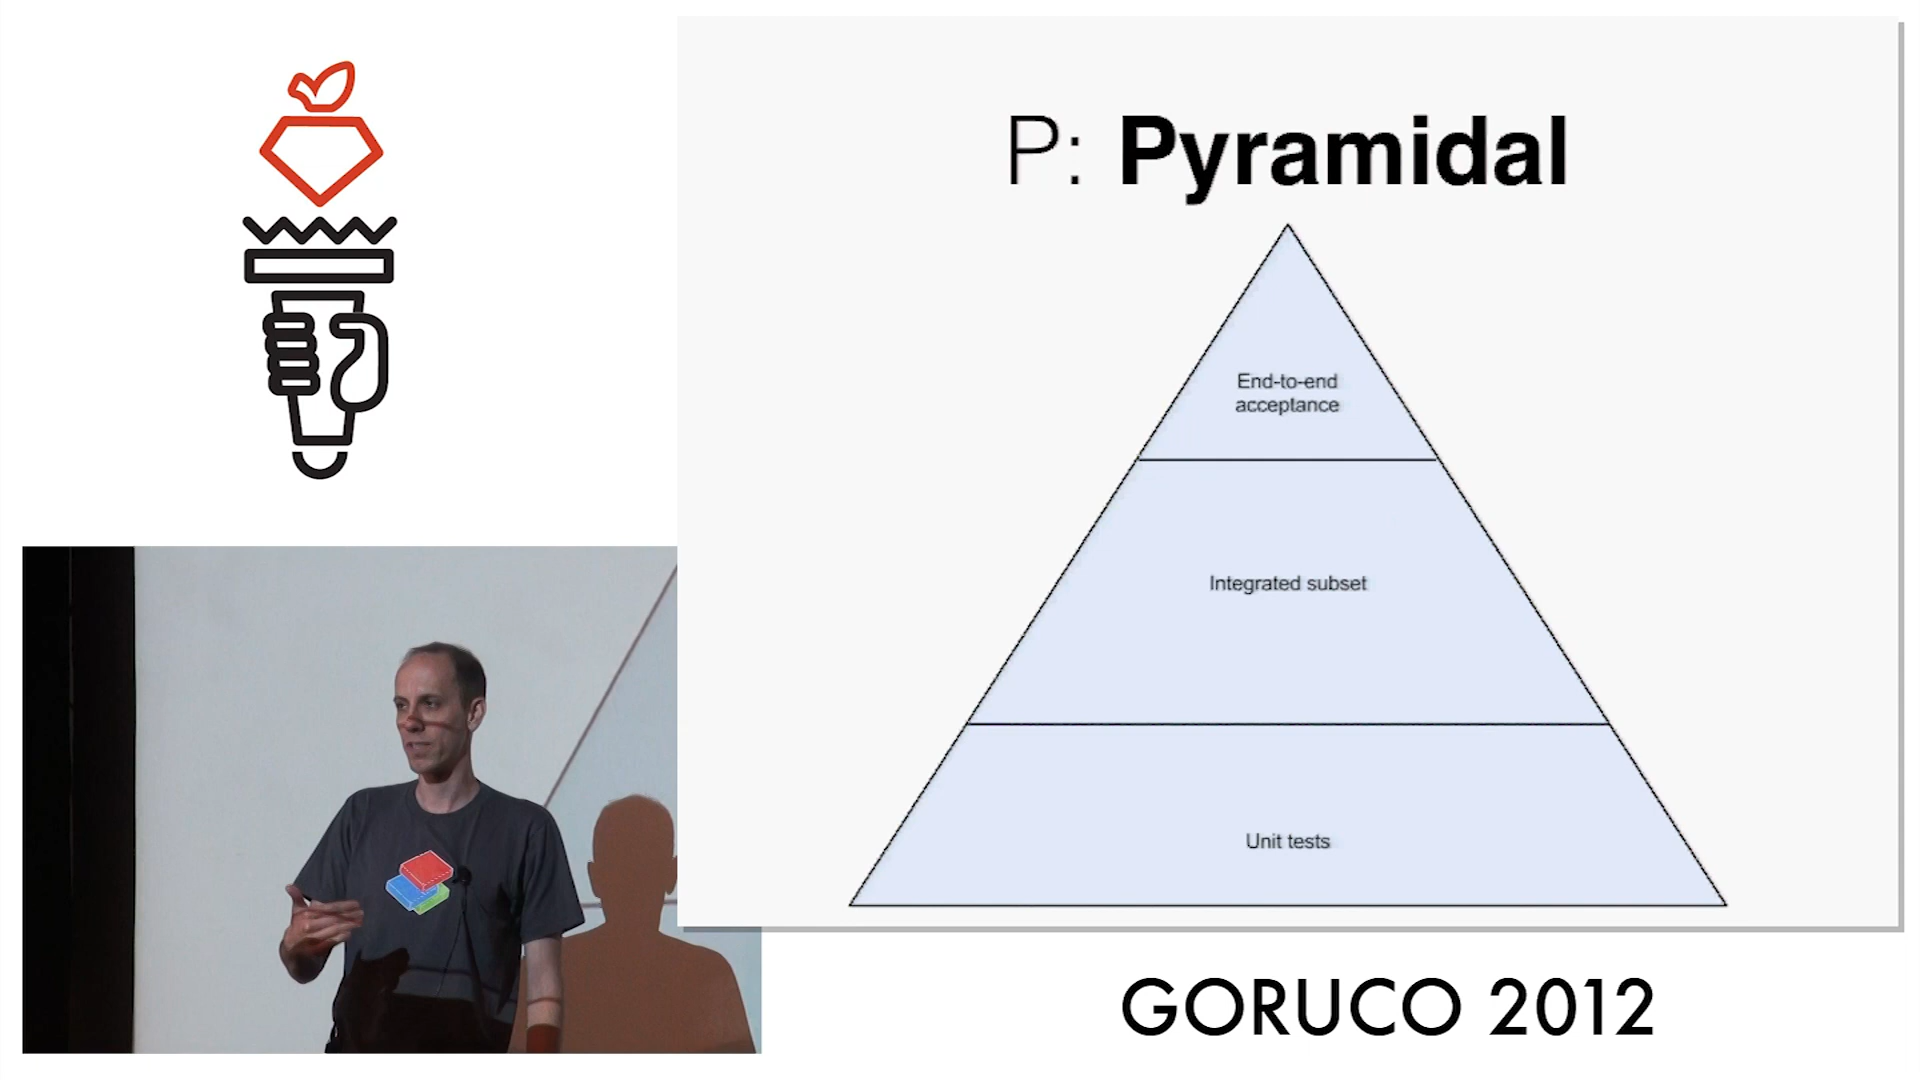 P: Pyramidal
End-to-end
acceptance
Integrated subset
Unit tests
GORUCO 2012